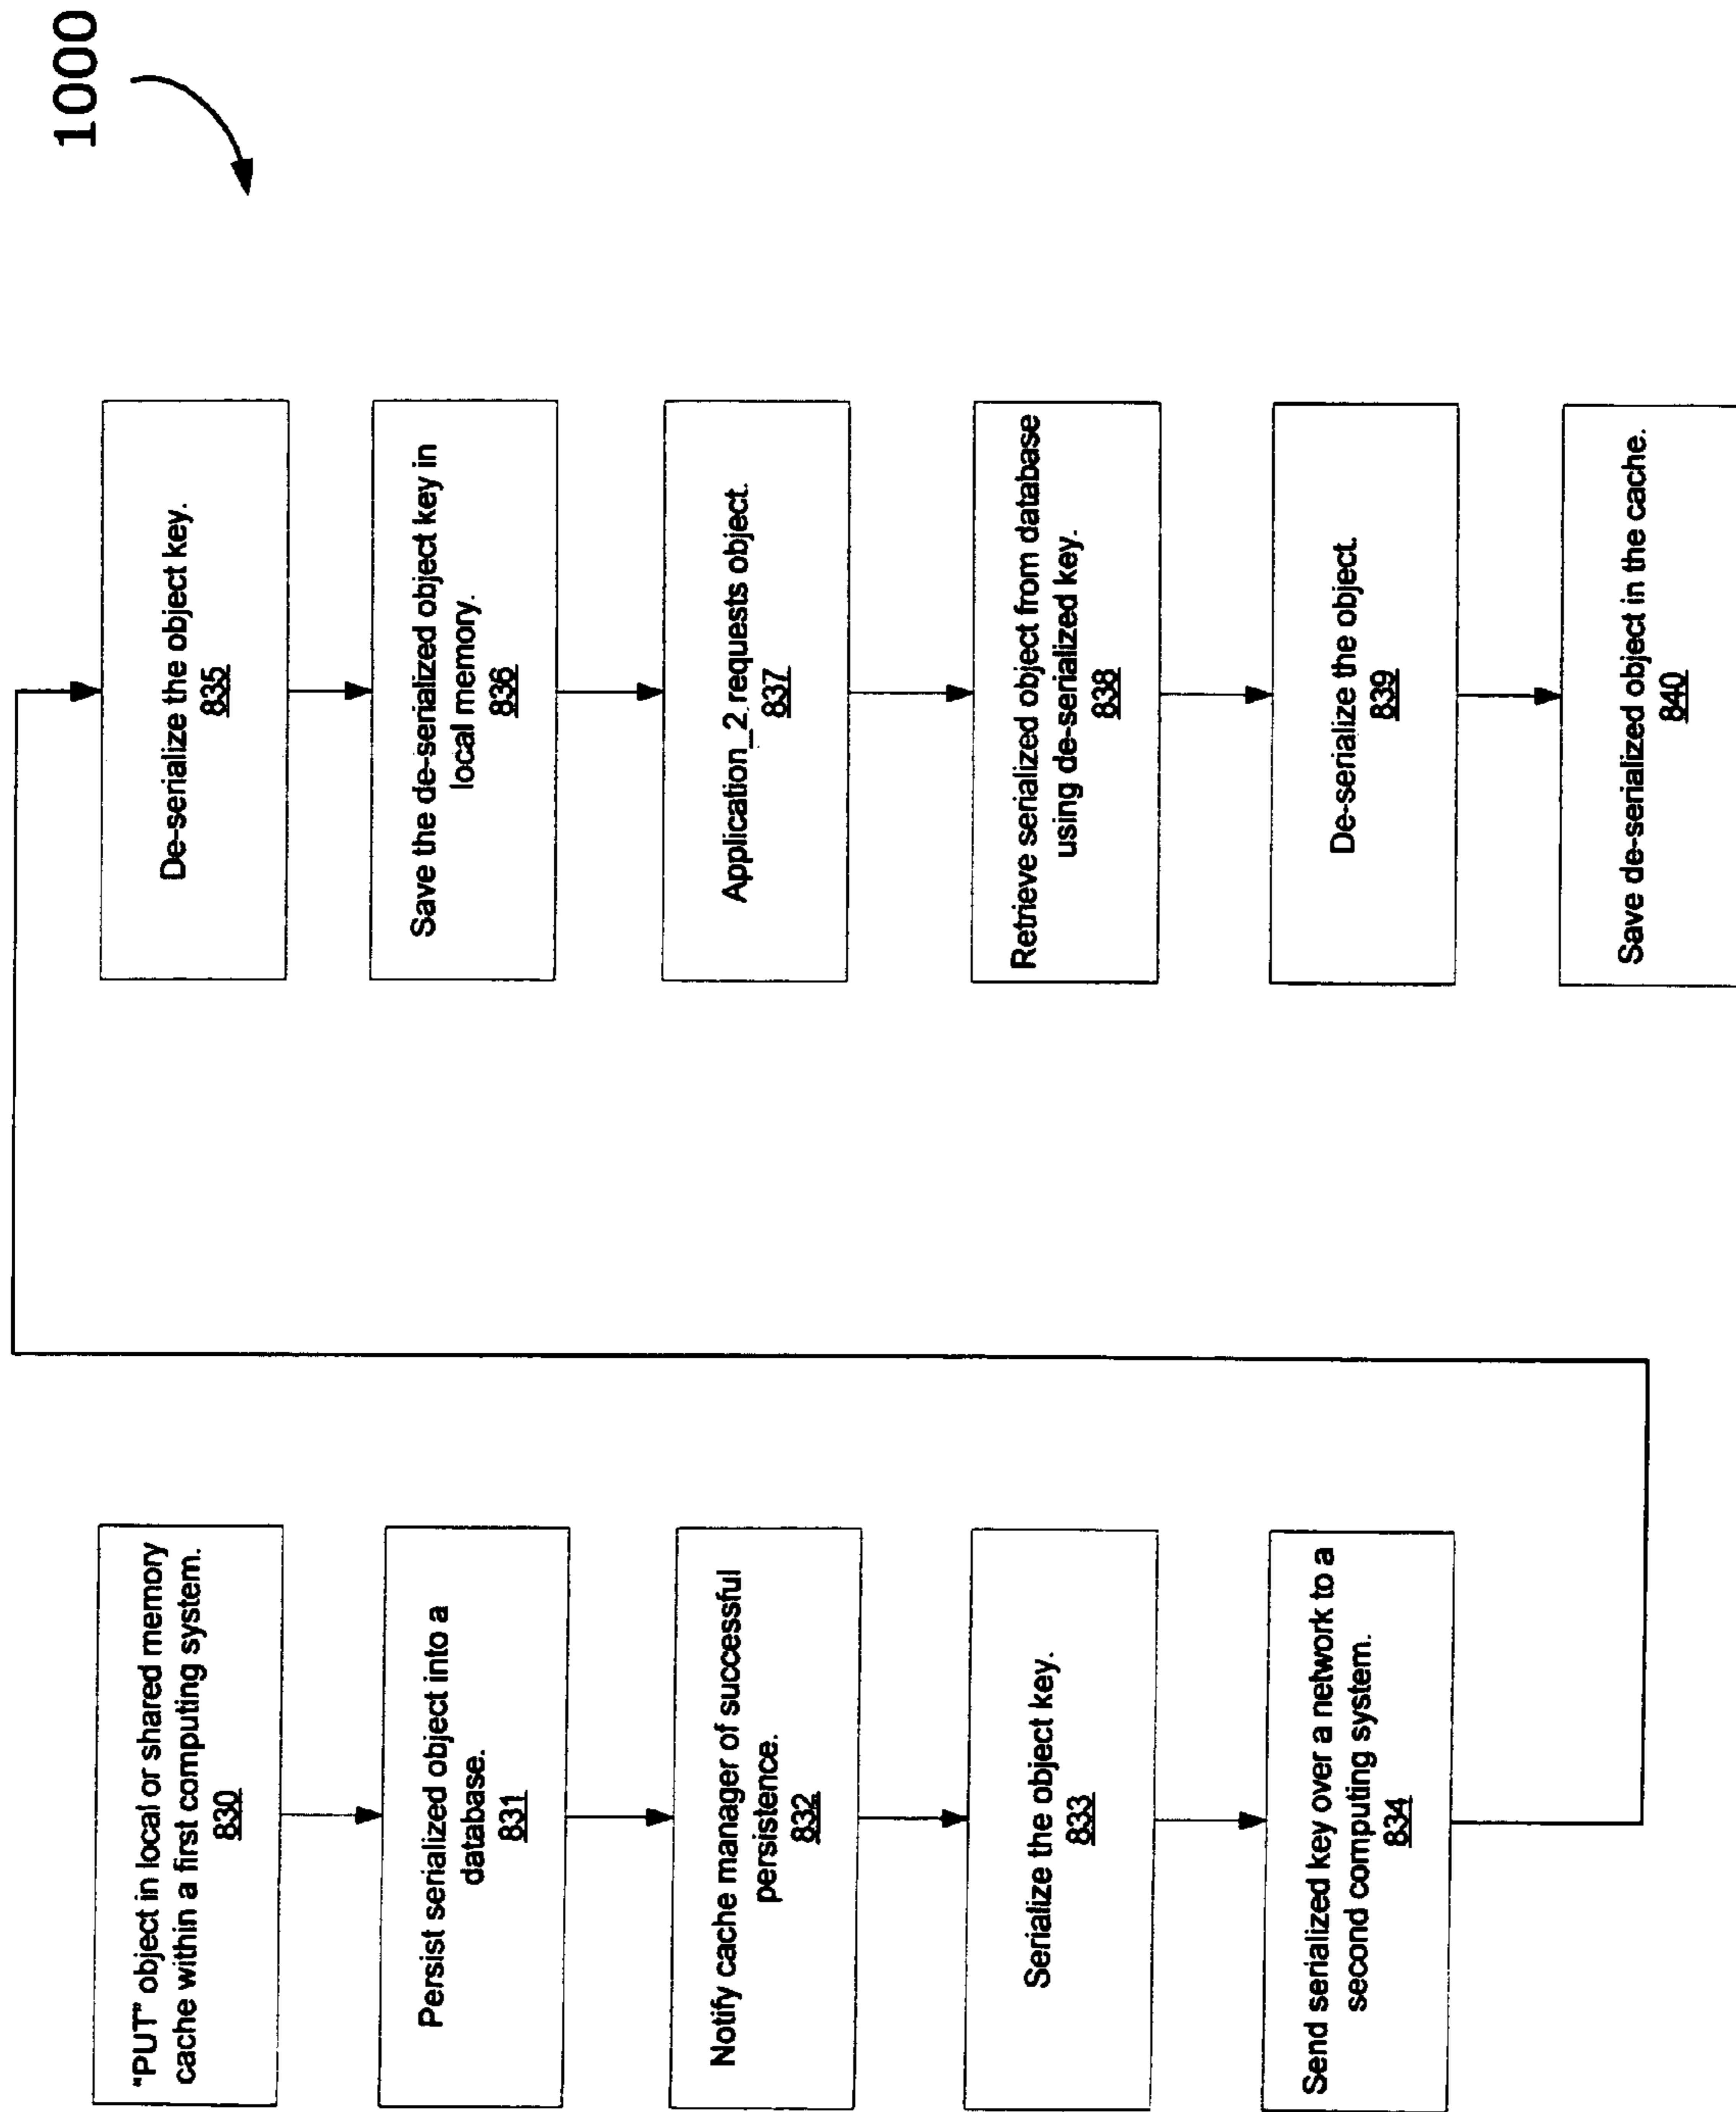 1000
"PUT" object in local or shared memory
cache within a first computing system.
830
Persist serialized object into a
database.
831
Notify cache manager of successful
persistence.
832
Serialize the object key.
833
Send serialized key over a network to a
second computing system.
834
De-serialize the object key.
835
Save the de-serialized object key in
local memory.
836
Application_2 requests object.
837
Retrieve serialized object from database
using de-serialized key.
838
De-serialize the object.
839
Save de-serialized object in the cache.
840